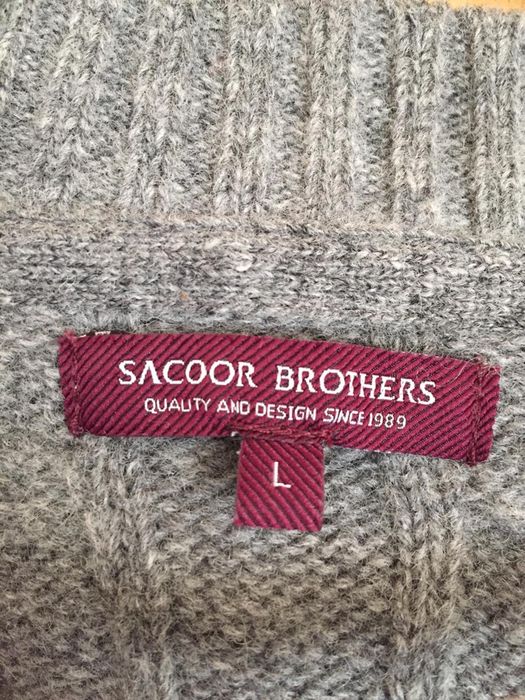 SACOOR BROTHERS
QUALITY AND DESIGN SINCE 1989
L